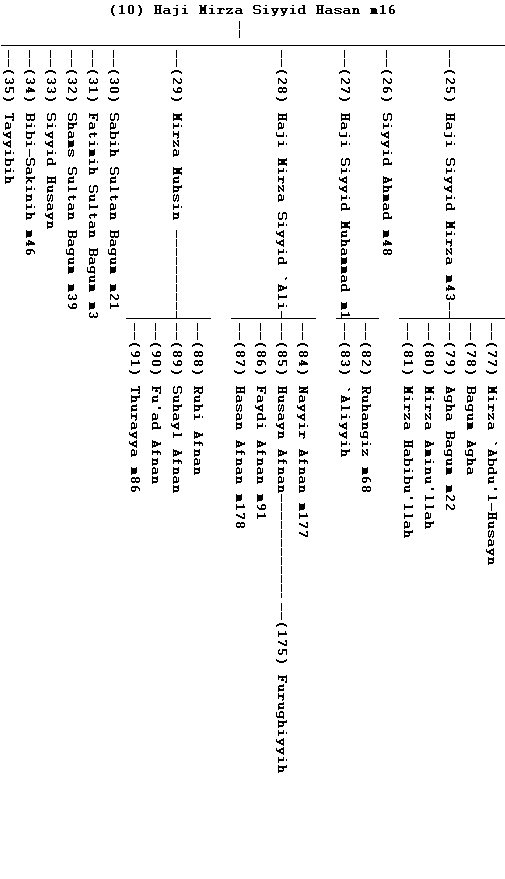 (10) Haji Mirza Siyyid Hasan m16
(25) Haji Siyyid Mirza m43
(26) Siyyid Ahmad m48
(27) Haji Siyyid Muhammad m1
(28) Haji Mirza Siyyid `Ali
(29) Mirza Muhsin
(30) Sabih Sultan Bagum m21
(31) Fatimih Sultan Bagum m3
(32) Shams Sultan Bagum m39
(33) Siyyid Husayn
(34) Bibi-Sakinih m46
(35) Tayyibih
(77) Mirza `Abdu'l-Husayn
(78) Bagum Agha
(79) Agha Bagum m22
(80) Mirza Aminu'llah
(81) Mirza Habibu'llah
(82) Ruhangiz m68
(83) `Aliyyih
(84) Nayyir Afnan m177
(85) Husayn Afnan
(86) Faydi Afnan m91
(87) Hasan Afnan m178
(88) Ruhi Afnan
(89) Suhayl Afnan
(90) Fu'ad Afnan
(91) Thurayya m86
(175) Furughiyyih